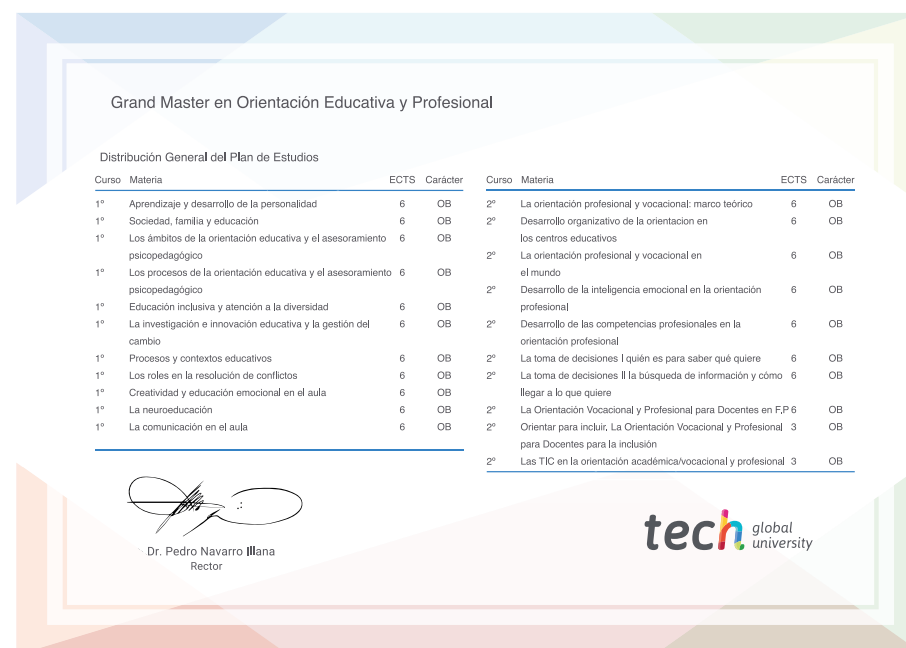 Grand Master en Orientación Educativa y Profesional
Distribución General del Plan de Estudios
Curso Materia ECTS Carácter
1º Aprendizaje y desarrollo de la personalidad 6 OB
1º Sociedad, familia y educación 6 OB
1º Los ámbitos de la orientación educativa y el asesoramiento 6 OB
psicopedagógico
1º Los procesos de la orientación educativa y el asesoramiento 6 OB
psicopedagógico
1º Educación inclusiva y atención a la diversidad 6 OB
1º La investigación e innovación educativa y la gestión del 6 OB
cambio
1º Procesos y contextos educativos 6 OB
1º Los roles en la resolución de conflictos 6 OB
1º Creatividad y educación emocional en el aula 6 OB
1º La neuroeducación 6 OB
1º La comunicación en el aula 6 OB
Curso Materia ECTS Carácter
2º La orientación profesional y vocacional: marco teórico 6 OB
2º Desarrollo organizativo de la orientacion en 6 OB
los centros educativos
2º La orientación profesional y vocacional en 6 OB
el mundo
2º Desarrollo de la inteligencia emocional en la orientación 6 OB
profesional
2º Desarrollo de las competencias profesionales en la 6 OB
orientación profesional
2º La toma de decisiones I quién es para saber qué quiere 6 OB
2º La toma de decisiones II la búsqueda de información y cómo 6 OB
llegar a lo que quiere
2º La Orientación Vocacional y Profesional para Docentes en F.P 6 OB
2º Orientar para incluir. La Orientación Vocacional y Profesional 3 OB
para Docentes para la inclusión
2º Las TIC en la orientación académica/vocacional y profesional 3 OB
Dr. Pedro Navarro Illana
Rector
tech global
university